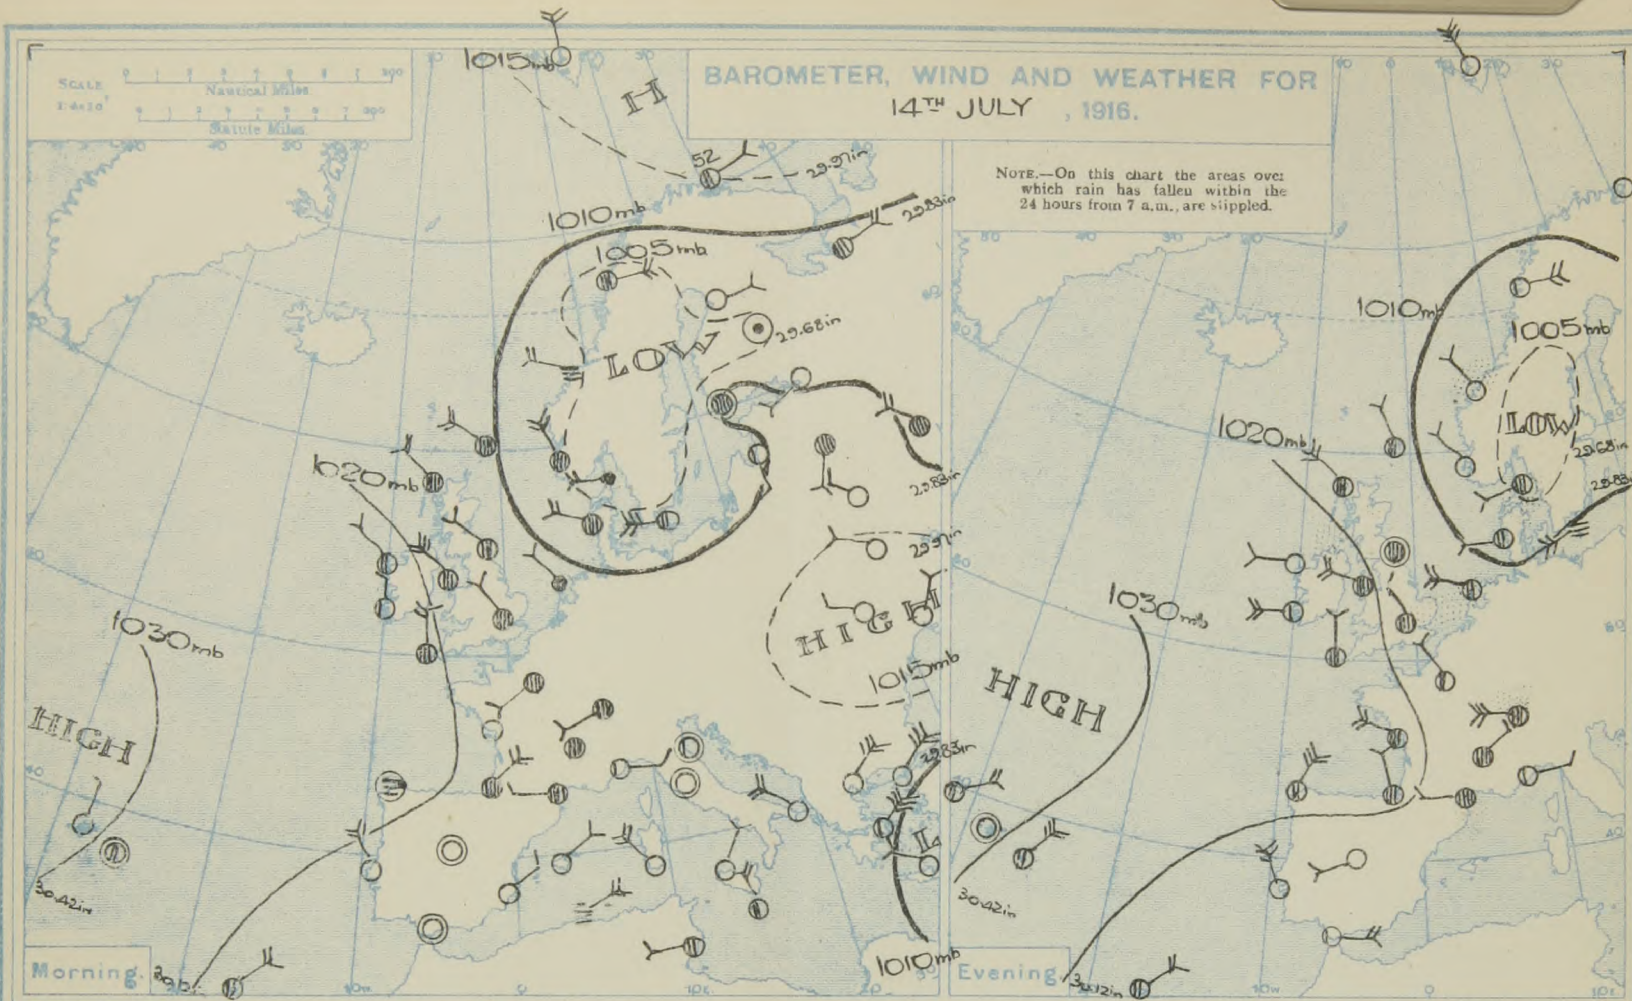 SCALE
Nautical Miles.
Statute Miles.
BAROMETER, WIND AND WEATHER FOR
14TH JULY , 1916.
NOTE.—On this chart the areas over
which rain has fallen within the
24 hours from 7 a.m., are stippled.
1015mb
H
52
29.97in
1010mb
29.83in
1005mb
LOW
29.68in
1020mb
29.83in
29.97in
HIGH
1015mb
1030mb
HIGH
30.42in
29.83in
L
1010mb
Morning.
1010mb
1005mb
LOW
29.68in
1020mb
1030mb
HIGH
30.42in
30.12in
Evening.